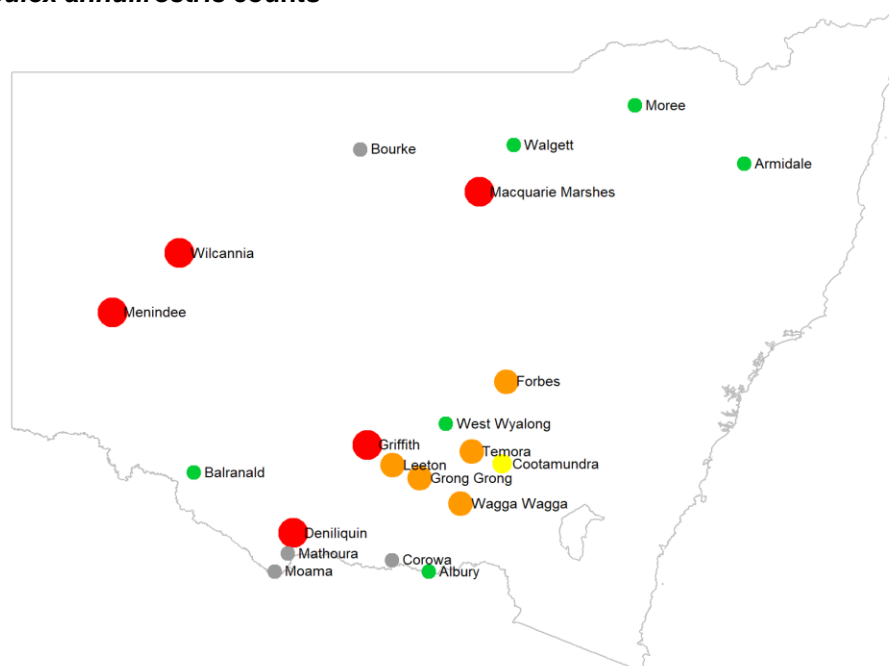 counts
Moree
Bourke
Walgett
Armidale
Macquarie Marshes
Wilcannia
Menindee
Forbes
West Wyalong
Griffith
Temora
Leeton
Cootamundra
Balranald
Grong Grong
Wagga Wagga
Deniliquin
Mathoura
Corowa
Moama
Albury